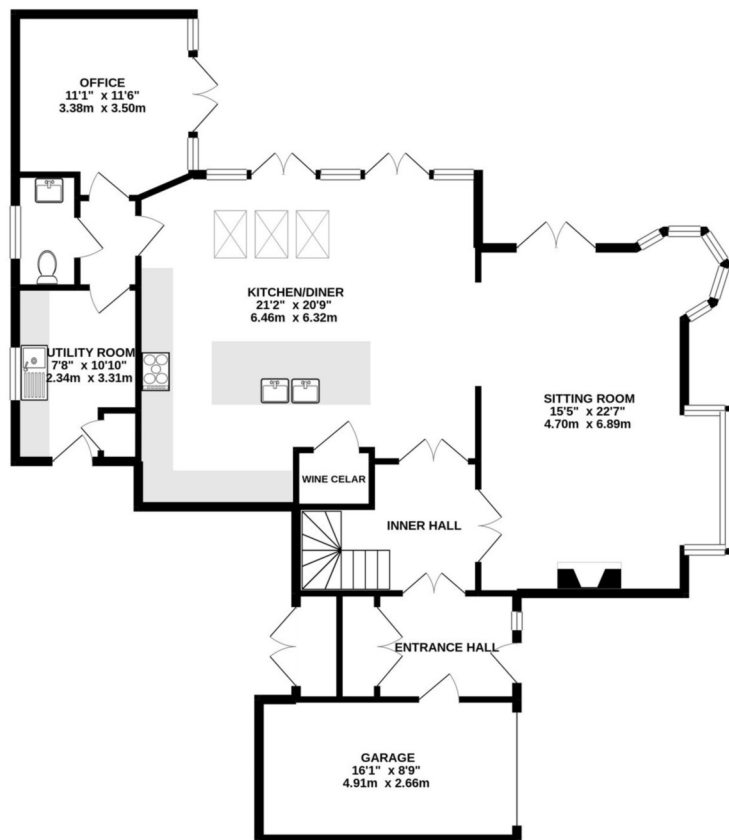 OFFICE
11'1" x 11'6"
3.38m x 3.50m
KITCHEN/DINER
21'2" x 20'9"
6.46m x 6.32m
UTILITY ROOM
7'8" x 10'10"
2.34m x 3.31m
SITTING ROOM
15'5" x 22'7"
4.70m x 6.89m
WINE CELAR
INNER HALL
ENTRANCE HALL
GARAGE
16'1" x 8'9"
4.91m x 2.66m